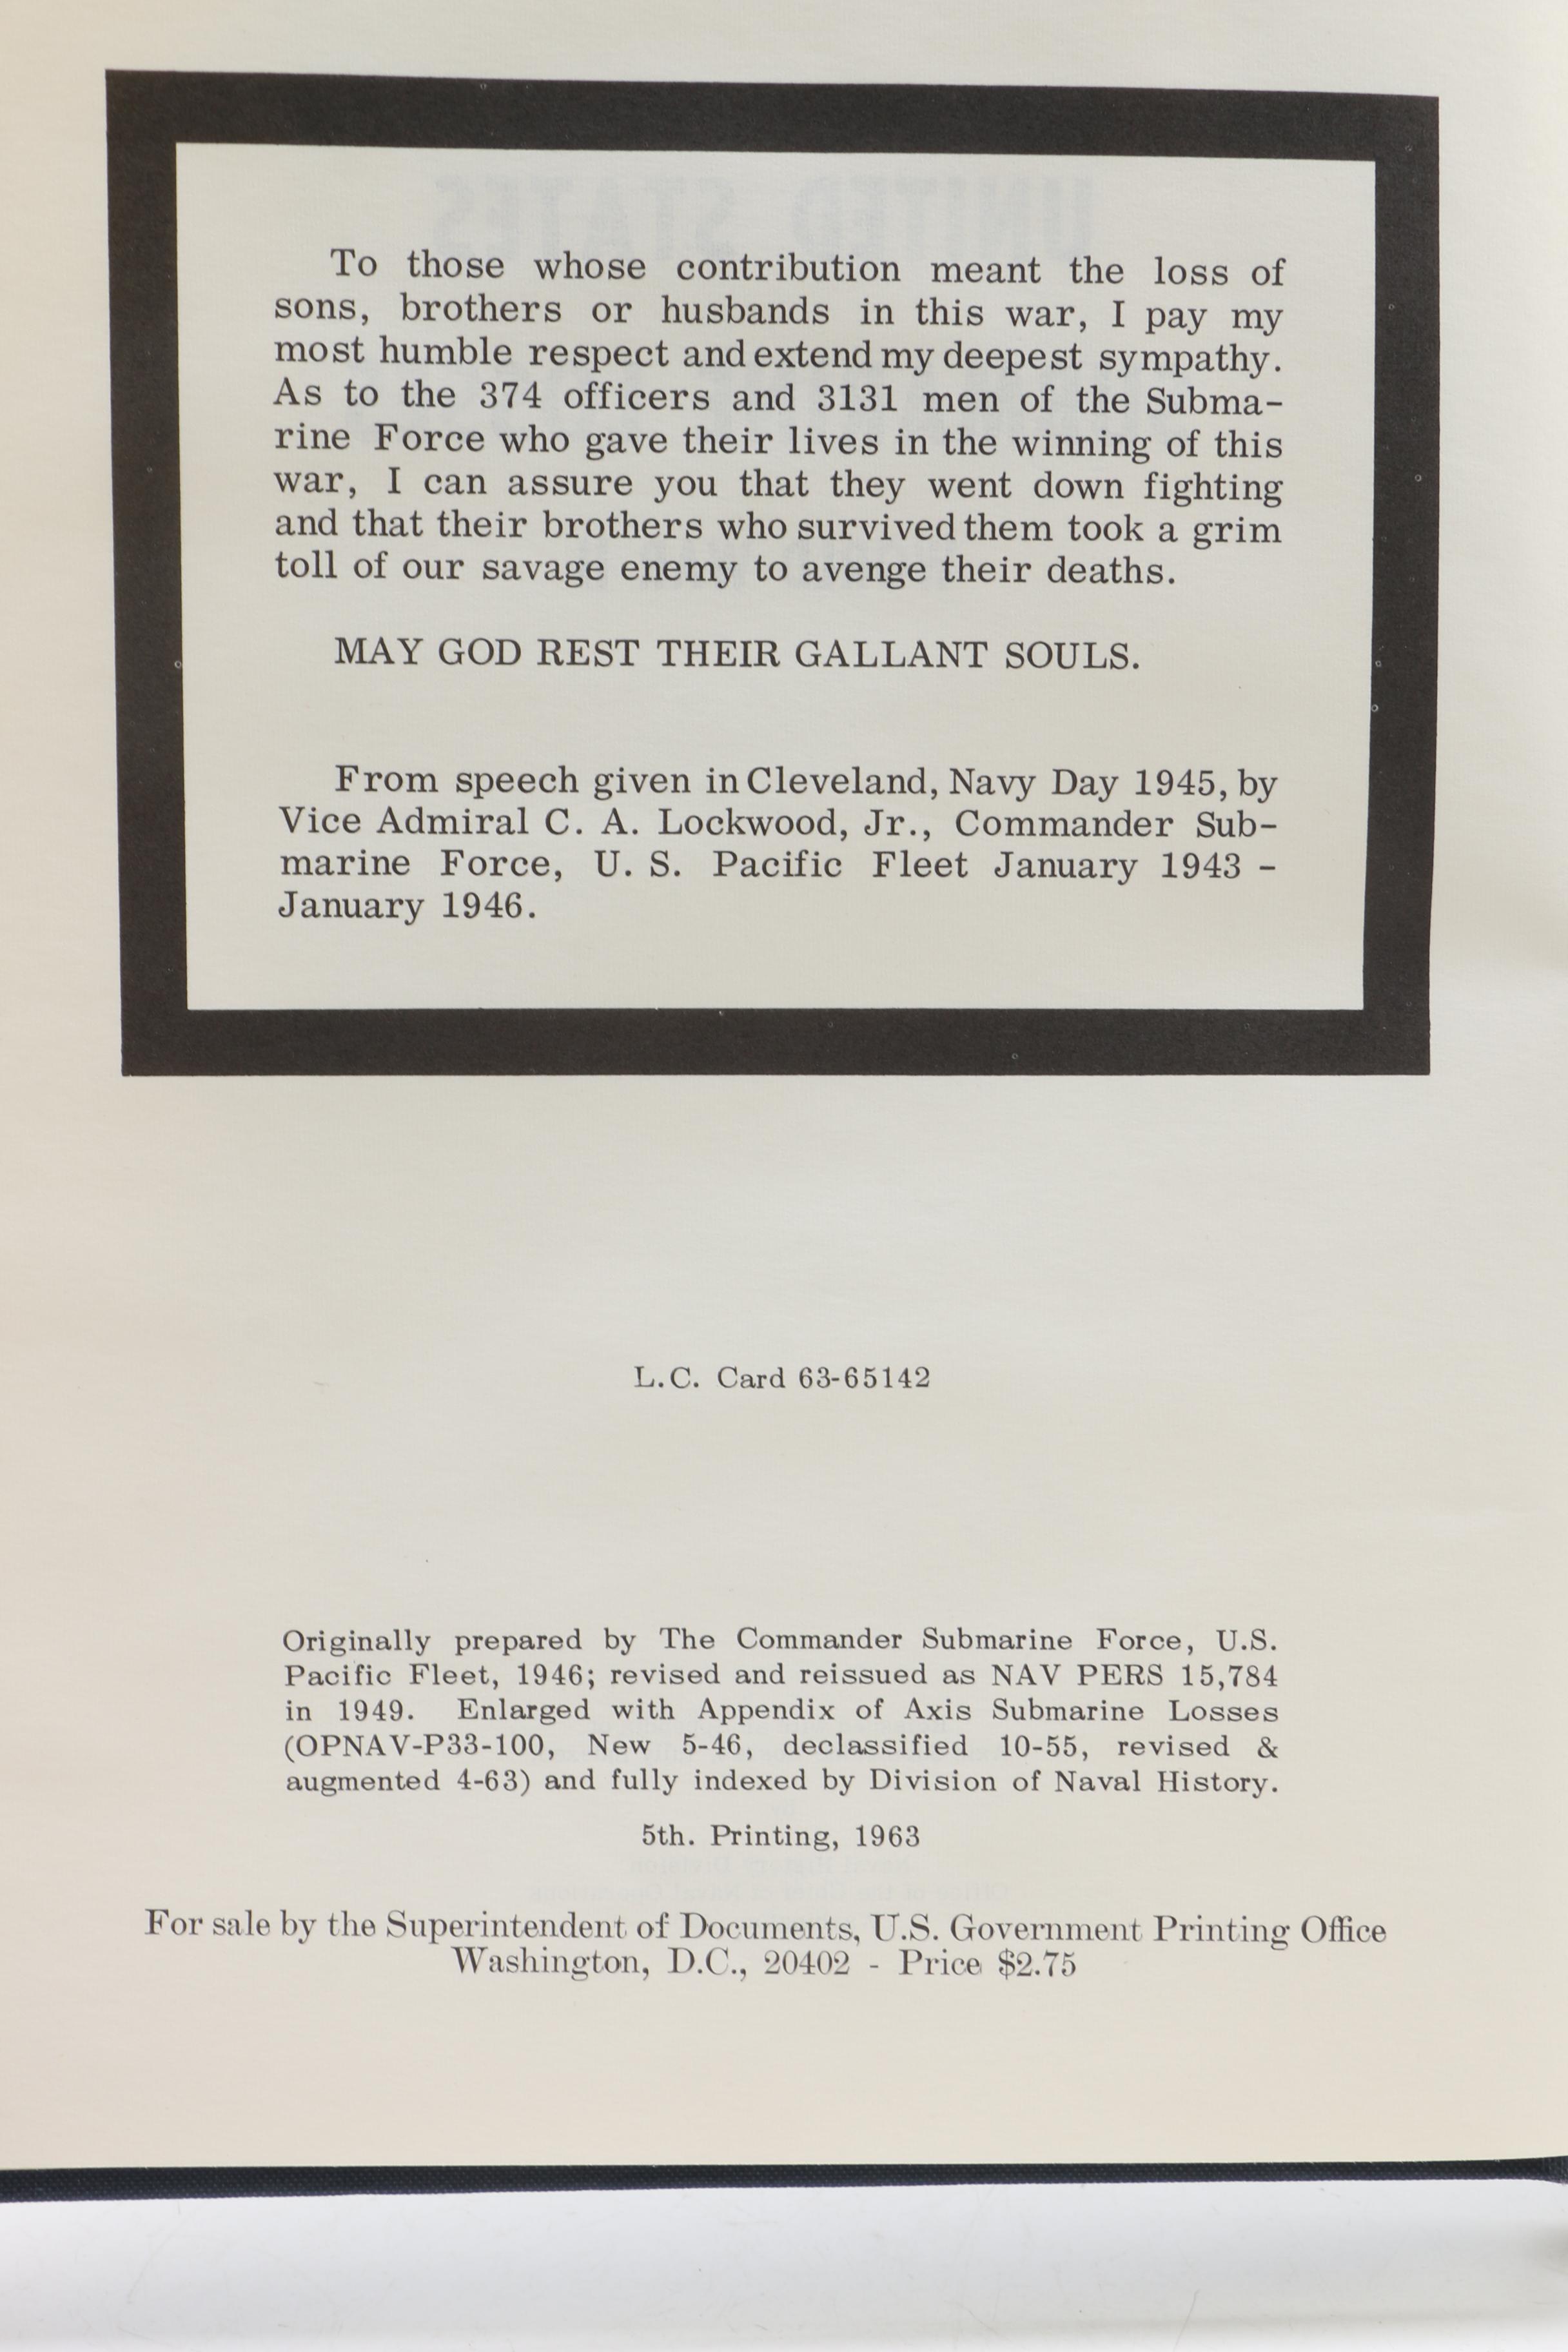 To those whose contribution meant the loss of
sons, brothers or husbands in this war, I pay my
most humble respect and extend my deepest sympathy.
As to the 374 officers and 3131 men of the Subma-
rine Force who gave their lives in the winning of this
war, I can assure you that they went down fighting
and that their brothers who survived them took a grim
toll of our savage enemy to avenge their deaths.
MAY GOD REST THEIR GALLANT SOULS.
From speech given in Cleveland, Navy Day 1945, by
Vice Admiral C. A. Lockwood, Jr., Commander Sub-
marine Force, U. S. Pacific Fleet January 1943 -
January 1946.
L.C. Card 63-65142
Originally prepared by The Commander Submarine Force, U.S.
Pacific Fleet, 1946; revised and reissued as NAV PERS 15,784
in 1949. Enlarged with Appendix of Axis Submarine Losses
(OPNAV-P33-100, New 5-46, declassified 10-55, revised &
augmented 4-63) and fully indexed by Division of Naval History.
5th. Printing, 1963
For sale by the Superintendent of Documents, U.S. Government Printing Office
Washington, D.C., 20402 - Price $2.75